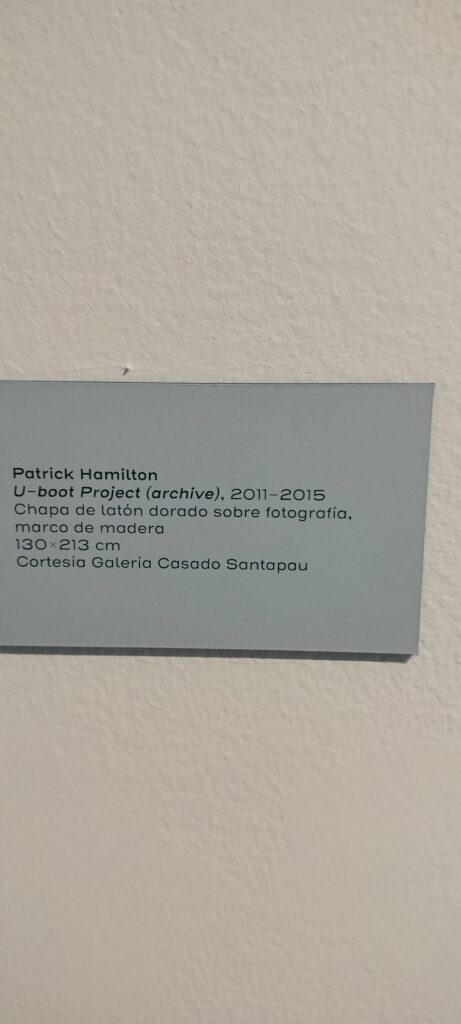 Patrick Hamilton
U-boot Project (archive), 2011-2015
Chapa de latón dorado sobre fotografía,
marco de madera
130×213 cm
Cortesía Galería Casado Santapau